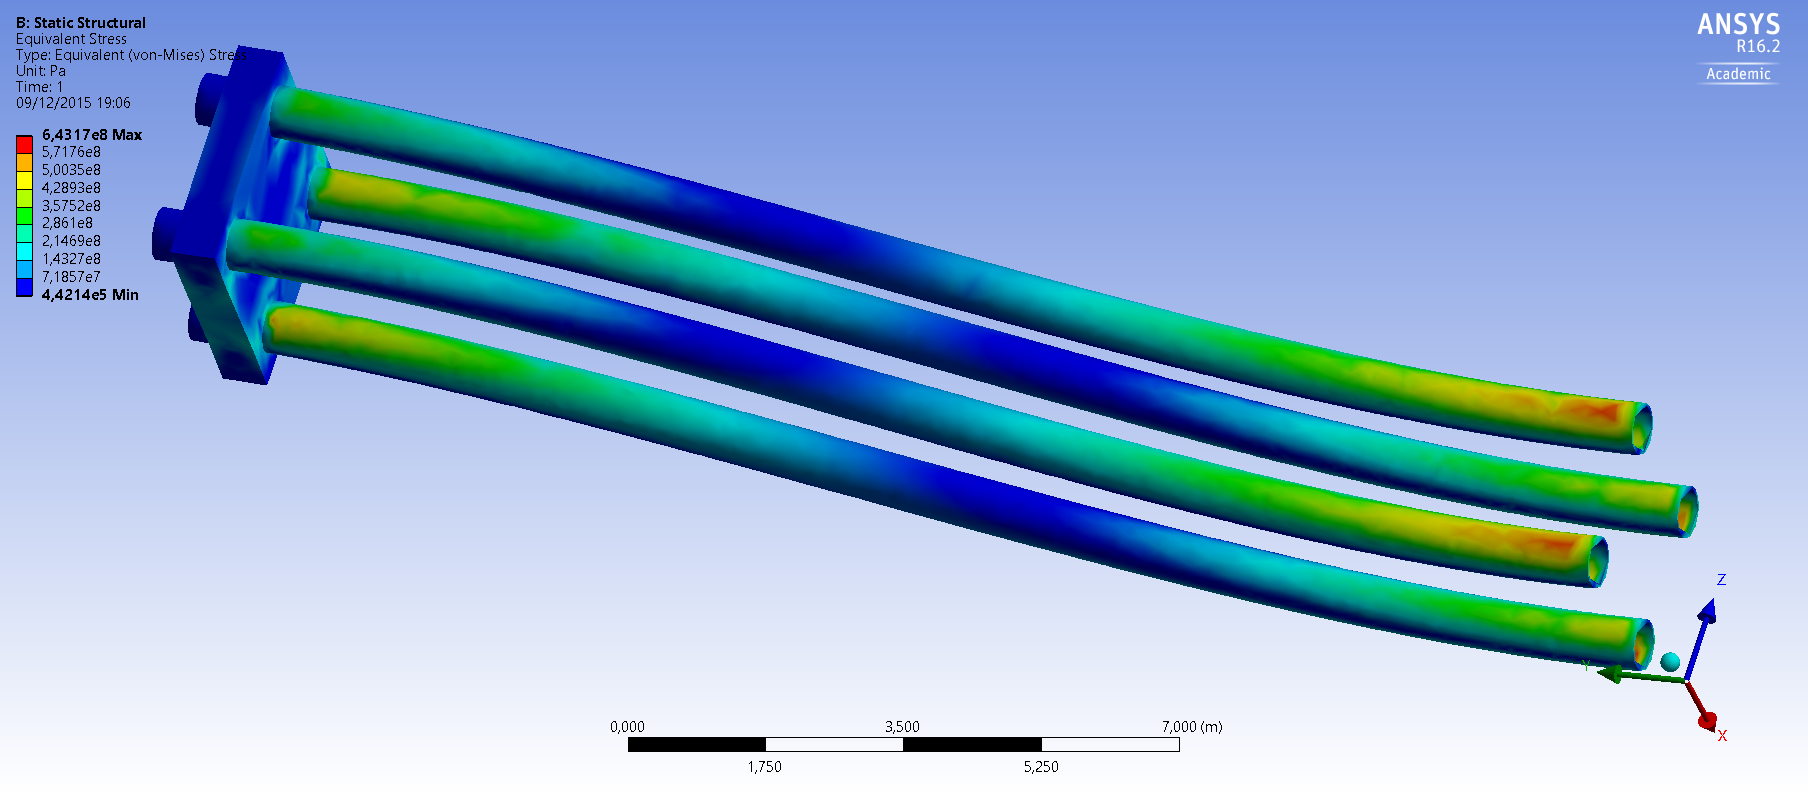 B: Static Structural
Equivalent Stress
Type: Equivalent (von-Mises) Stress
Unit: Pa
Time: 1
09/12/2015 19:06
6,4317e8 Max
5,7176e8
5,0035e8
4,2893e8
3,5752e8
2,861e8
2,1469e8
1,4327e8
7,1857e7
4,4214e5 Min
ANSYS
R16.2
Academic
Z
Y
X
0,000 3,500 7,000 (m)
1,750 5,250